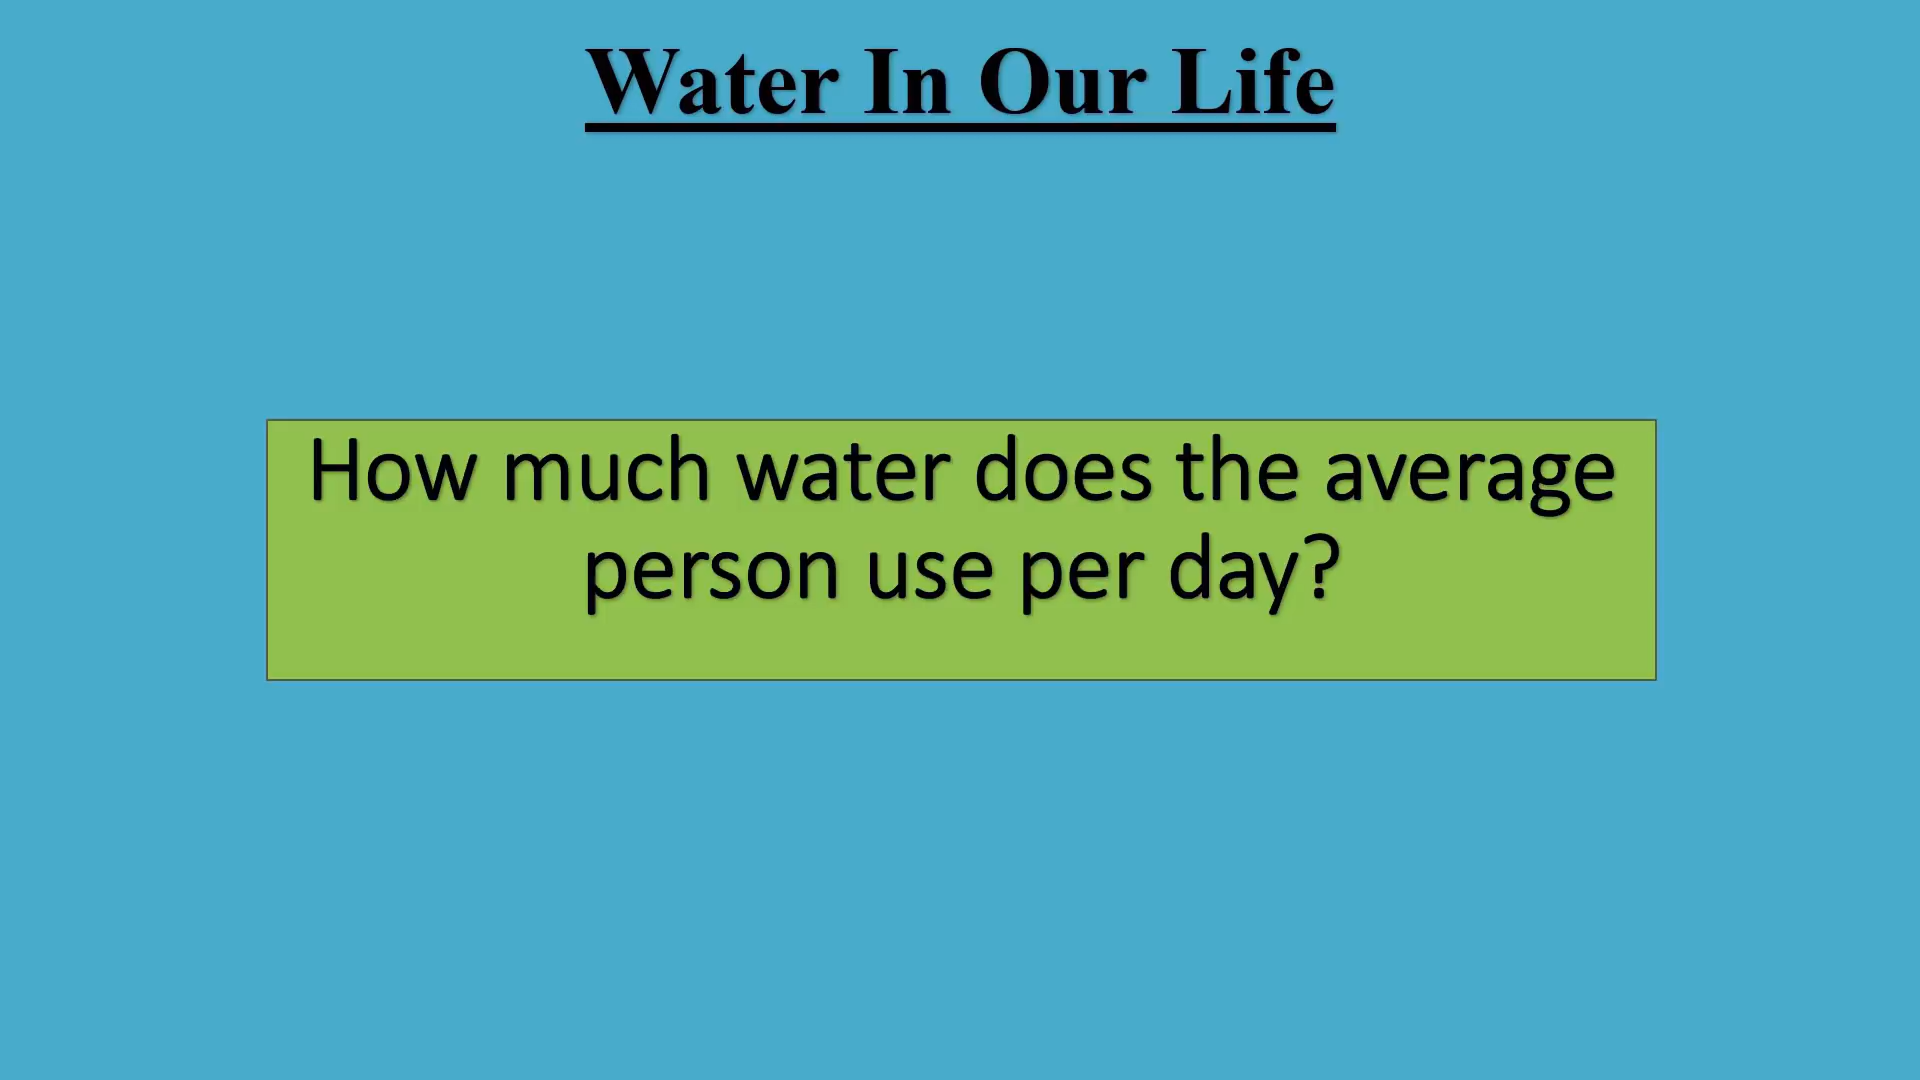 Water In Our Life
How much water does the average
person use per day?